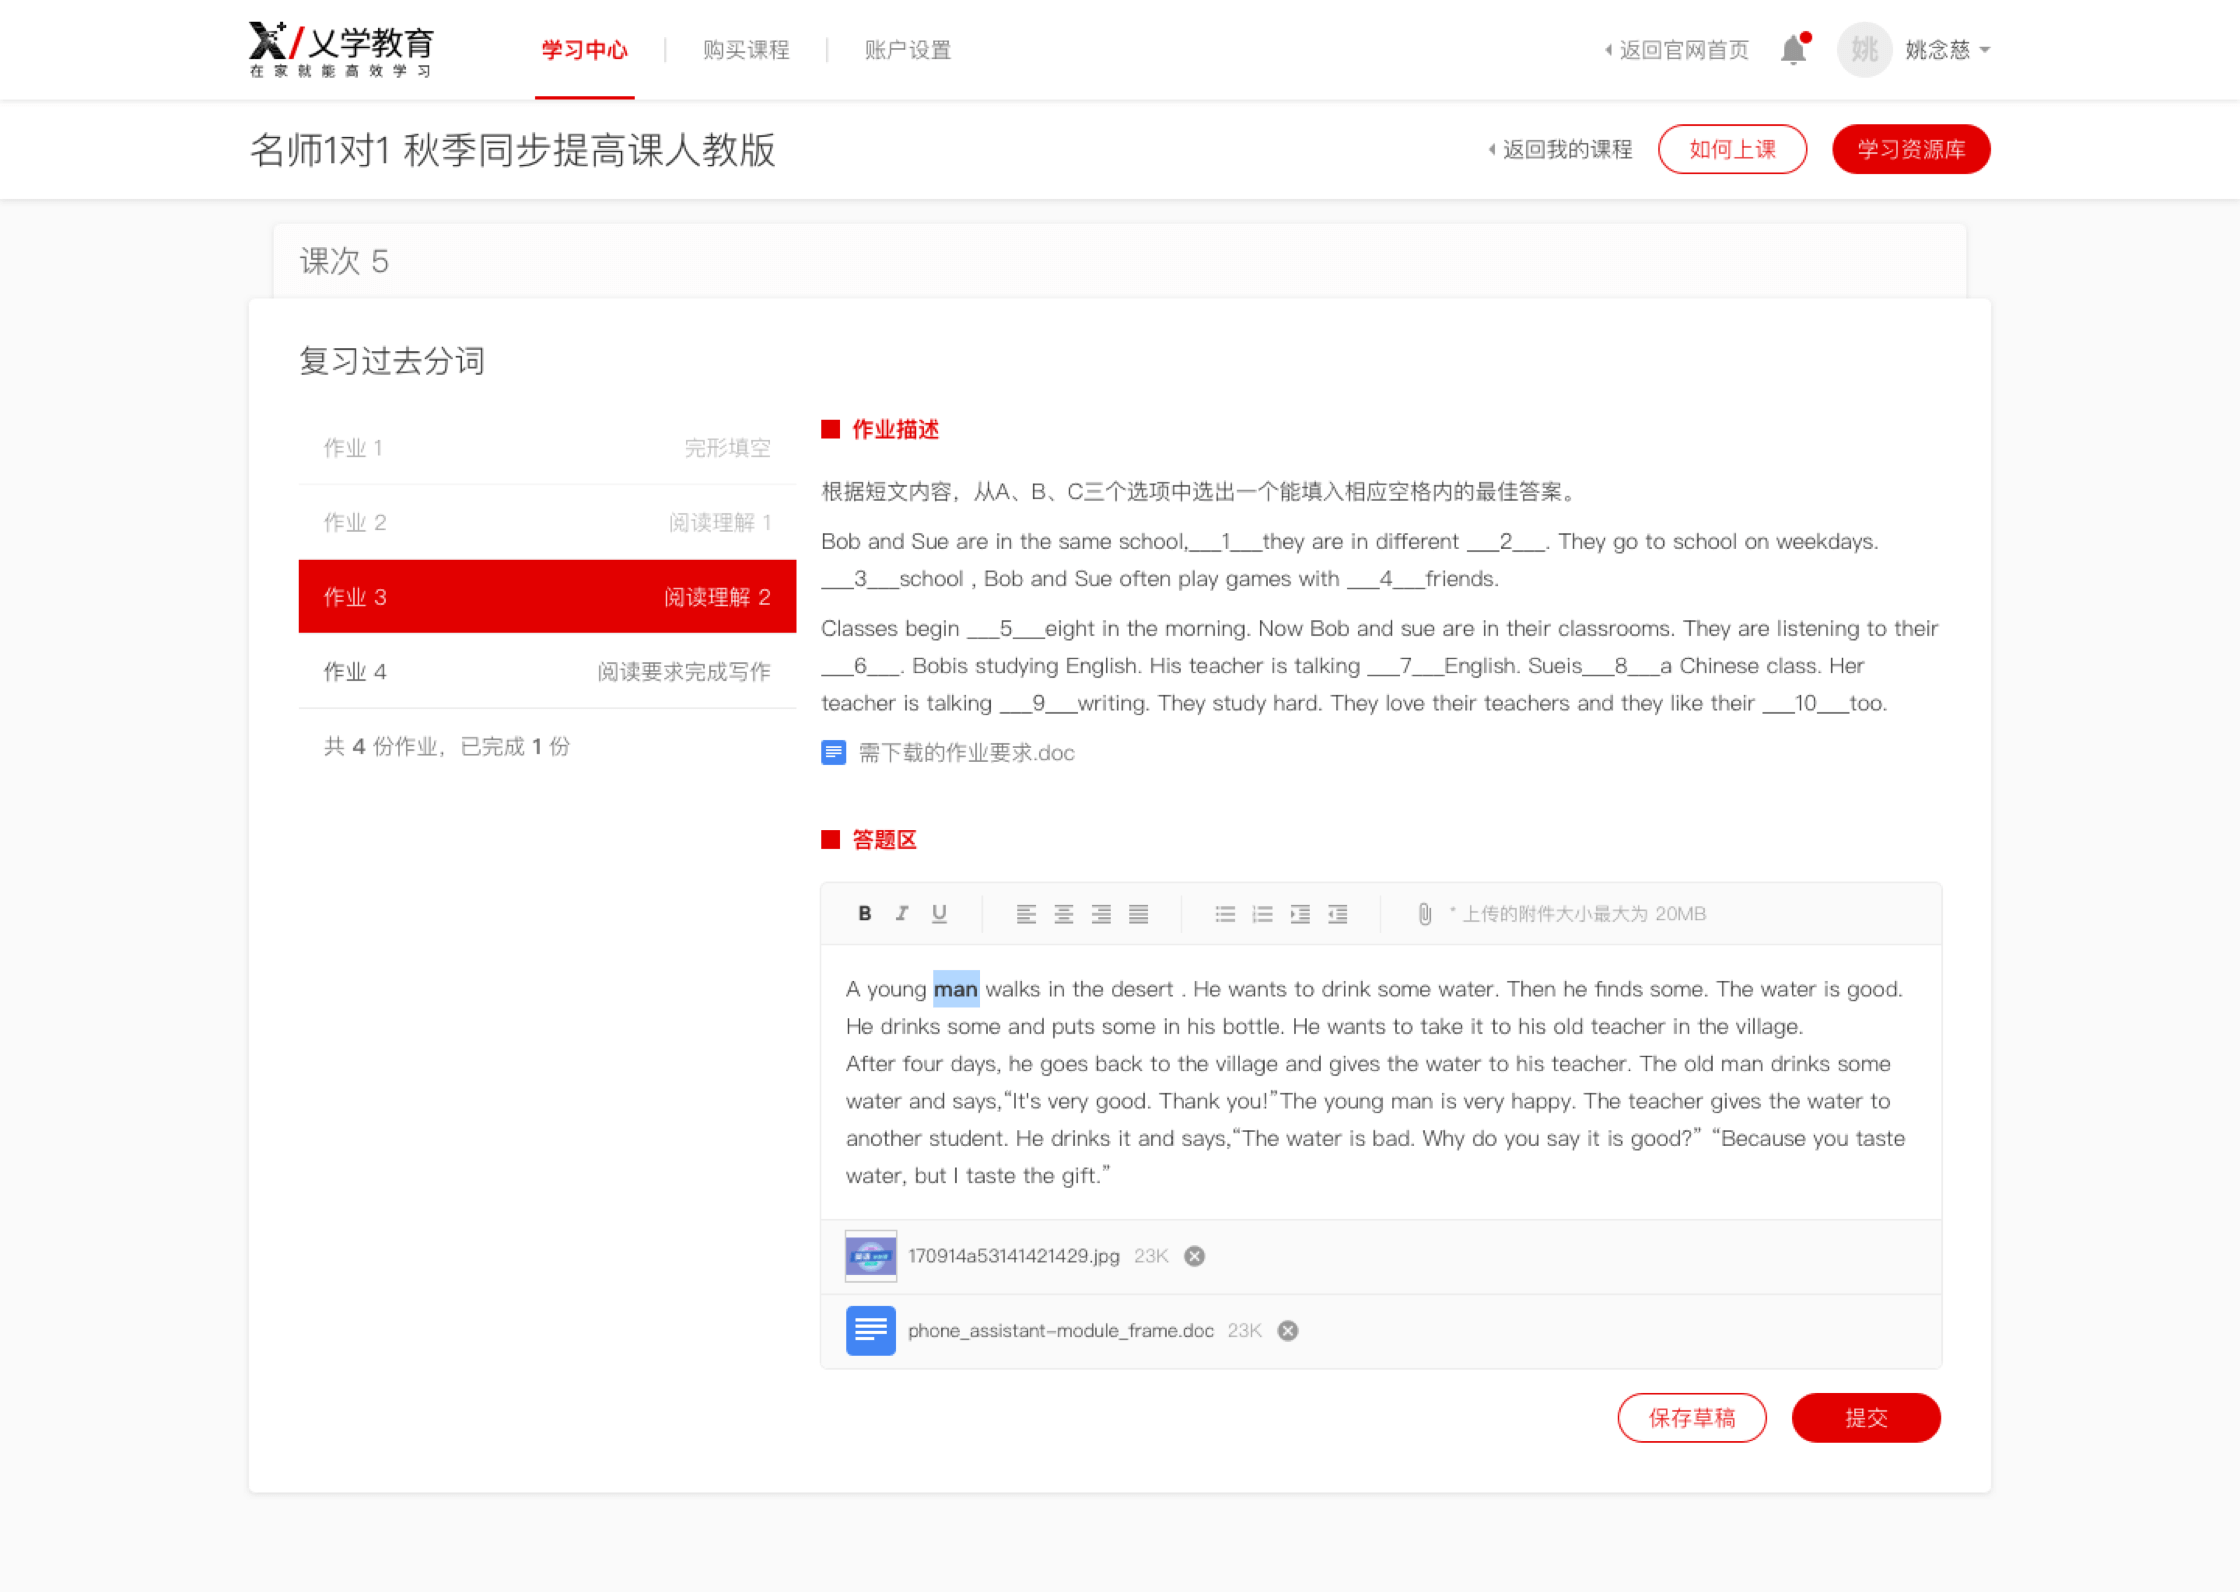 乂学教育
在家就能高效学习
学习中心
购买课程
账户设置
返回官网首页
姚
姚念慈
名师1对1 秋季同步提高课人教版
返回我的课程
如何上课
学习资源库
课次 5
复习过去分词
作业 1 完形填空
作业 2 阅读理解 1
作业 3 阅读理解 2
作业 4 阅读要求完成写作
共 4 份作业，已完成 1 份
作业描述
根据短文内容，从A、B、C三个选项中选出一个能填入相应空格内的最佳答案。
Bob and Sue are in the same school,___1___they are in different ___2___. They go to school on weekdays.
___3___school , Bob and Sue often play games with ___4___friends.
Classes begin ___5___eight in the morning. Now Bob and sue are in their classrooms. They are listening to their
___6___. Bobis studying English. His teacher is talking ___7___English. Sueis___8___a Chinese class. Her
teacher is talking ___9___writing. They study hard. They love their teachers and they like their ___10___too.
需下载的作业要求.doc
答题区
B I U
* 上传的附件大小最大为 20MB
A young man walks in the desert . He wants to drink some water. Then he finds some. The water is good.
He drinks some and puts some in his bottle. He wants to take it to his old teacher in the village.
After four days, he goes back to the village and gives the water to his teacher. The old man drinks some
water and says,“It's very good. Thank you!”The young man is very happy. The teacher gives the water to
another student. He drinks it and says,“The water is bad. Why do you say it is good?” “Because you taste
water, but I taste the gift.”
170914a53141421429.jpg 23K
phone_assistant-module_frame.doc 23K
保存草稿
提交